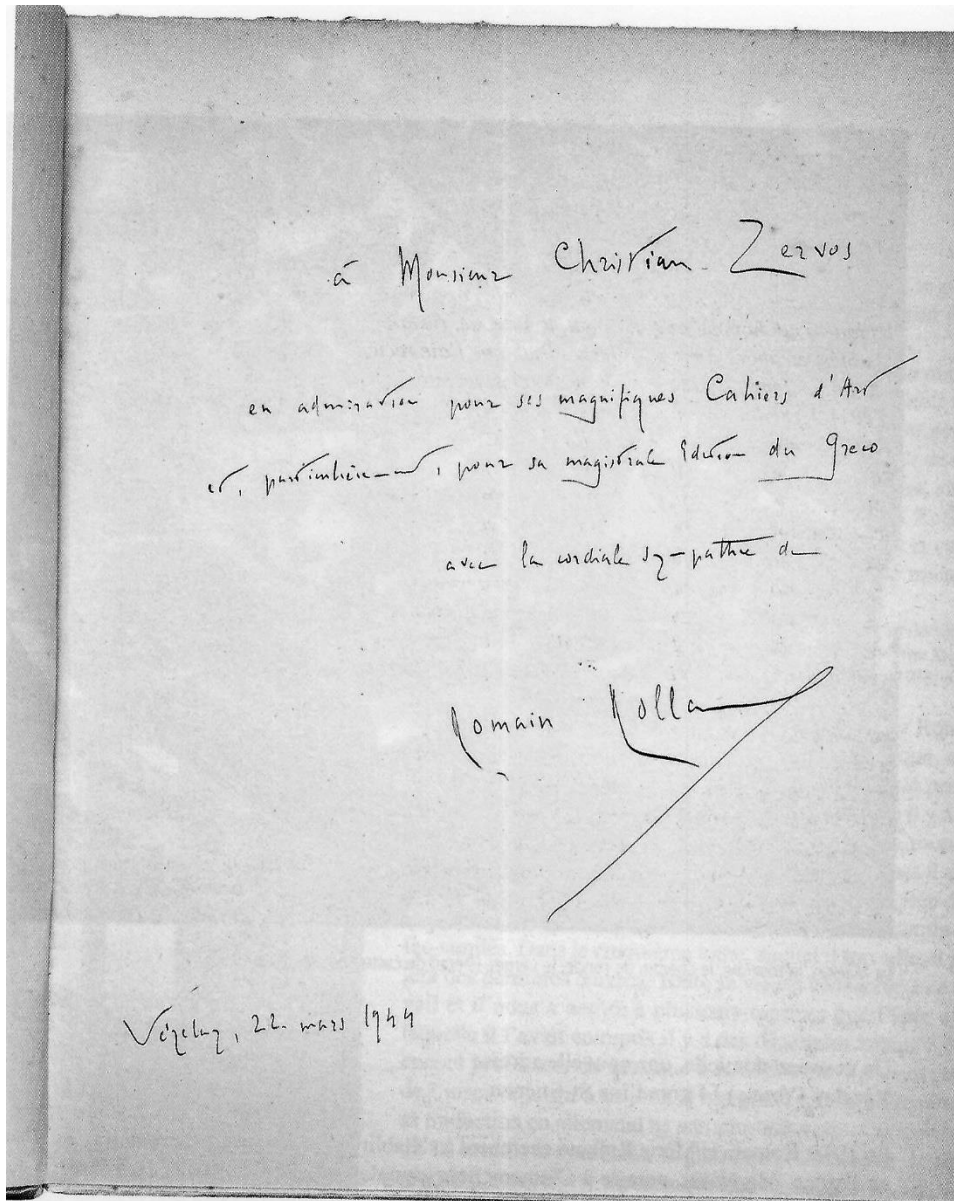 à Monsieur Christian Zervos
en admiration pour ses magnifiques Cahiers d'Art
et, particulièrement, pour sa magistrale Edition du Greco
avec la cordiale sympathie de
Romain Rolland
Vézelay, 22 mars 1944